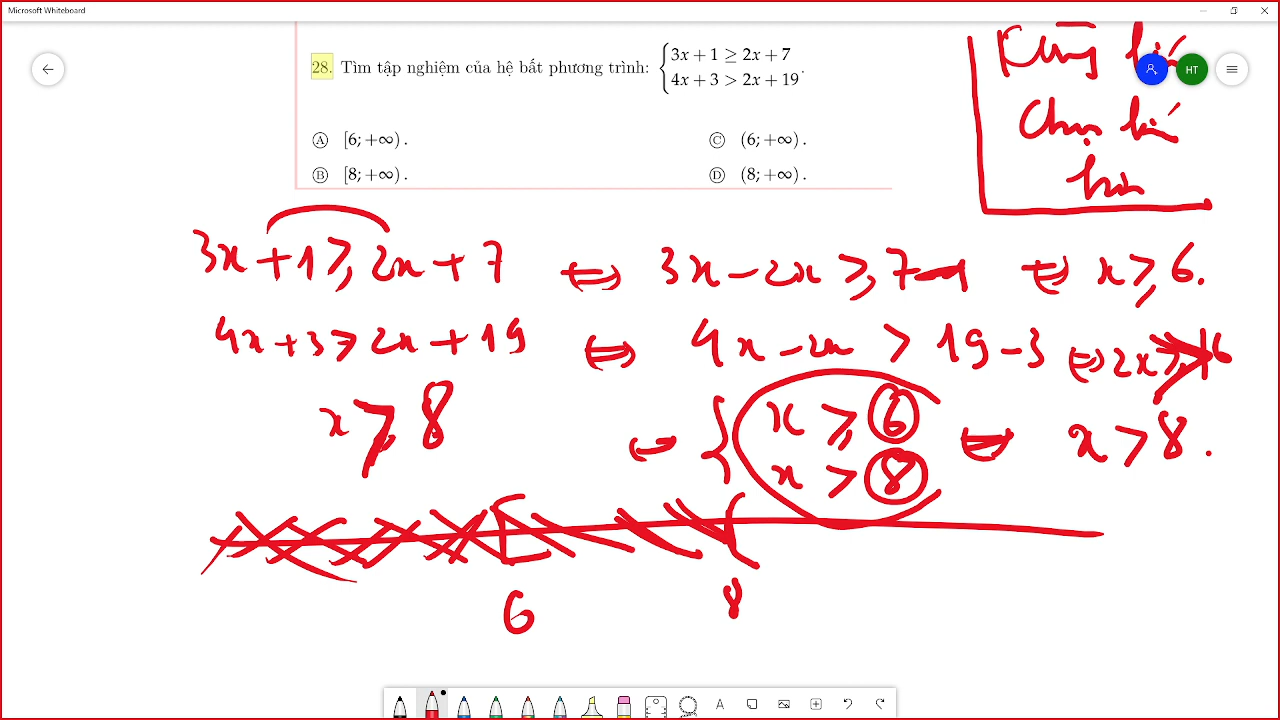 Microsoft Whiteboard
28. Tìm tập nghiệm của hệ bất phương trình: { 3x + 1 ≥ 2x + 7
4x + 3 > 2x + 19 .
HT
Ⓐ [6; +∞) .
Ⓒ (6; +∞) .
Ⓑ [8; +∞) .
Ⓓ (8; +∞) .
Chọn
3x + 1 ≥ 2x + 7 ⇔ 3x − 2x ≥ 7 − 1 ⇔ x ≥ 6.
4x + 3 > 2x + 19 ⇔ 4x − 2x > 19 − 3 ⇔ 2x > 16
x > 8
⇔ { x ≥ 6
x > 8 ⇔ x > 8.
6 8
A